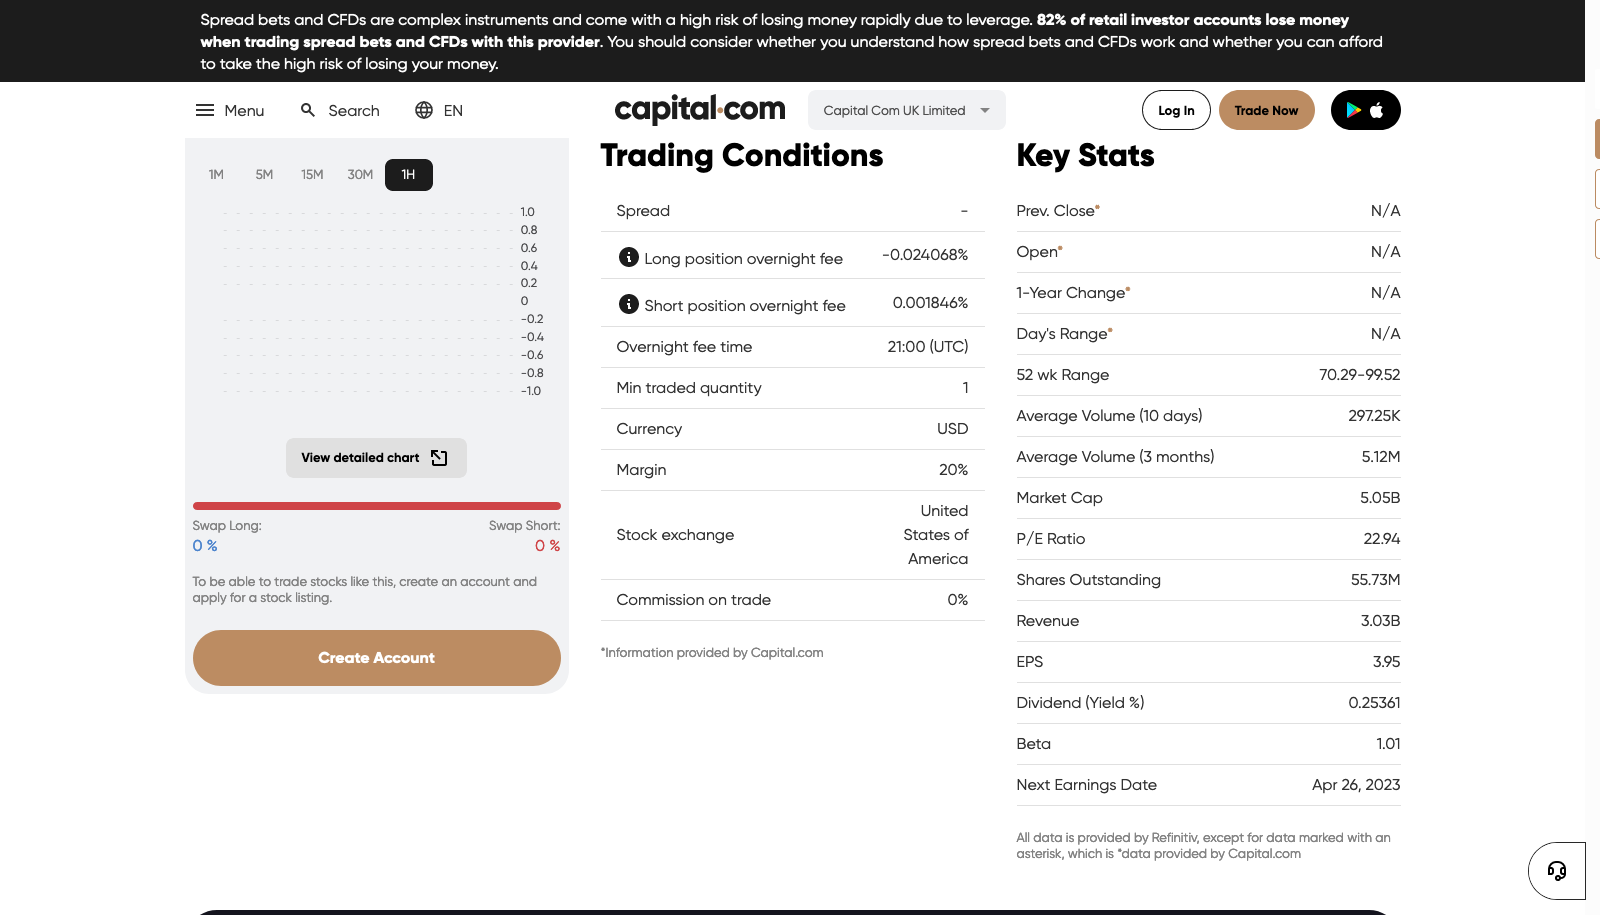 Spread bets and CFDs are complex instruments and come with a high risk of losing money rapidly due to leverage. 82% of retail investor accounts lose money
when trading spread bets and CFDs with this provider. You should consider whether you understand how spread bets and CFDs work and whether you can afford
to take the high risk of losing your money.
Menu Search EN capital.com Capital Com UK Limited Log In Trade Now
1M 5M 15M 30M 1H
1.0
0.8
0.6
0.4
0.2
0
-0.2
-0.4
-0.6
-0.8
-1.0
View detailed chart
Swap Long: Swap Short:
0 % 0 %
To be able to trade stocks like this, create an account and
apply for a stock listing.
Create Account
Trading Conditions
Spread -
Long position overnight fee -0.024068%
Short position overnight fee 0.001846%
Overnight fee time 21:00 (UTC)
Min traded quantity 1
Currency USD
Margin 20%
Stock exchange United
States of
America
Commission on trade 0%
*Information provided by Capital.com
Key Stats
Prev. Close* N/A
Open* N/A
1-Year Change* N/A
Day's Range* N/A
52 wk Range 70.29-99.52
Average Volume (10 days) 297.25K
Average Volume (3 months) 5.12M
Market Cap 5.05B
P/E Ratio 22.94
Shares Outstanding 55.73M
Revenue 3.03B
EPS 3.95
Dividend (Yield %) 0.25361
Beta 1.01
Next Earnings Date Apr 26, 2023
All data is provided by Refinitiv, except for data marked with an
asterisk, which is *data provided by Capital.com